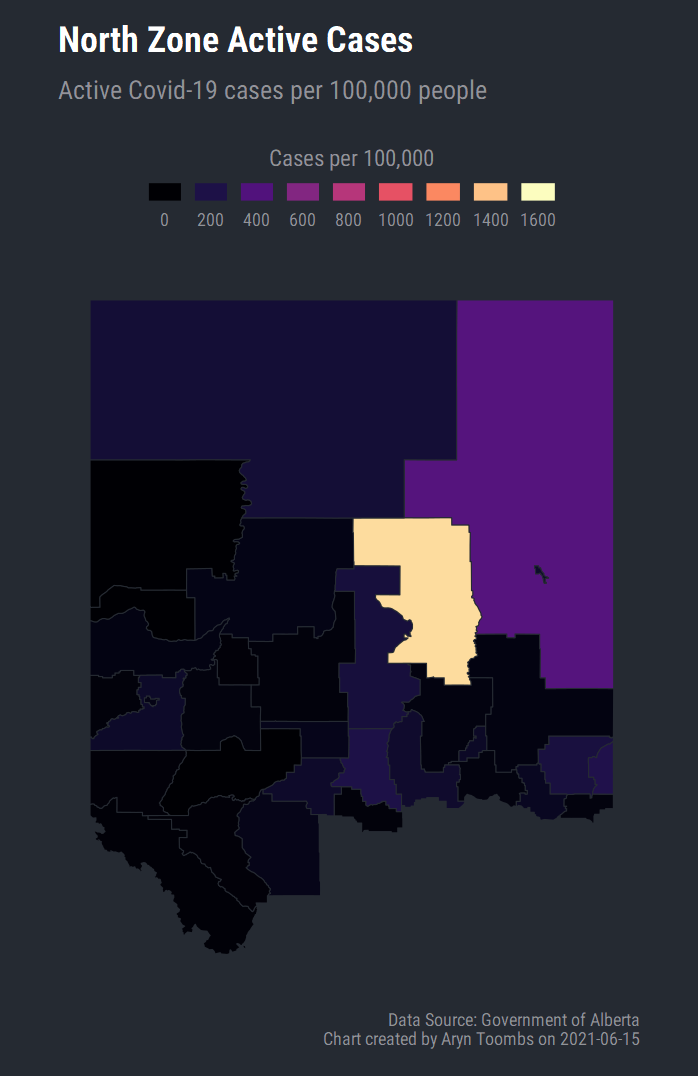 North Zone Active Cases
Active Covid-19 cases per 100,000 people
Cases per 100,000
0 200 400 600 800 1000 1200 1400 1600
Data Source: Government of Alberta
Chart created by Aryn Toombs on 2021-06-15